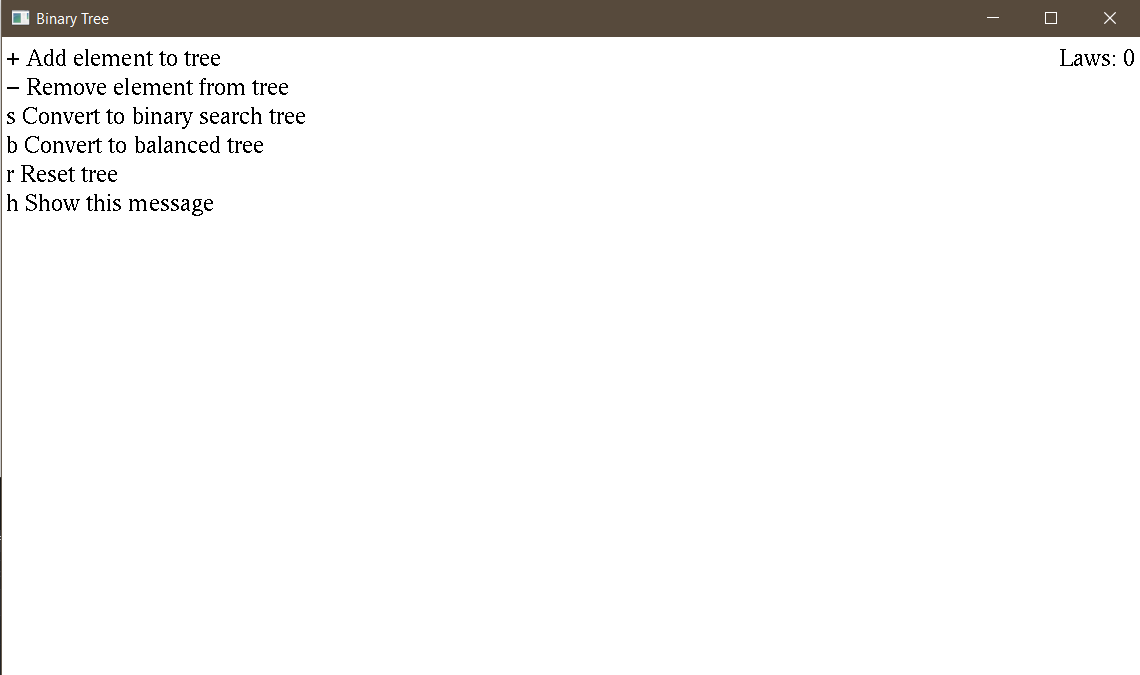 Binary Tree
+ Add element to tree
Laws: 0
− Remove element from tree
s Convert to binary search tree
b Convert to balanced tree
r Reset tree
h Show this message